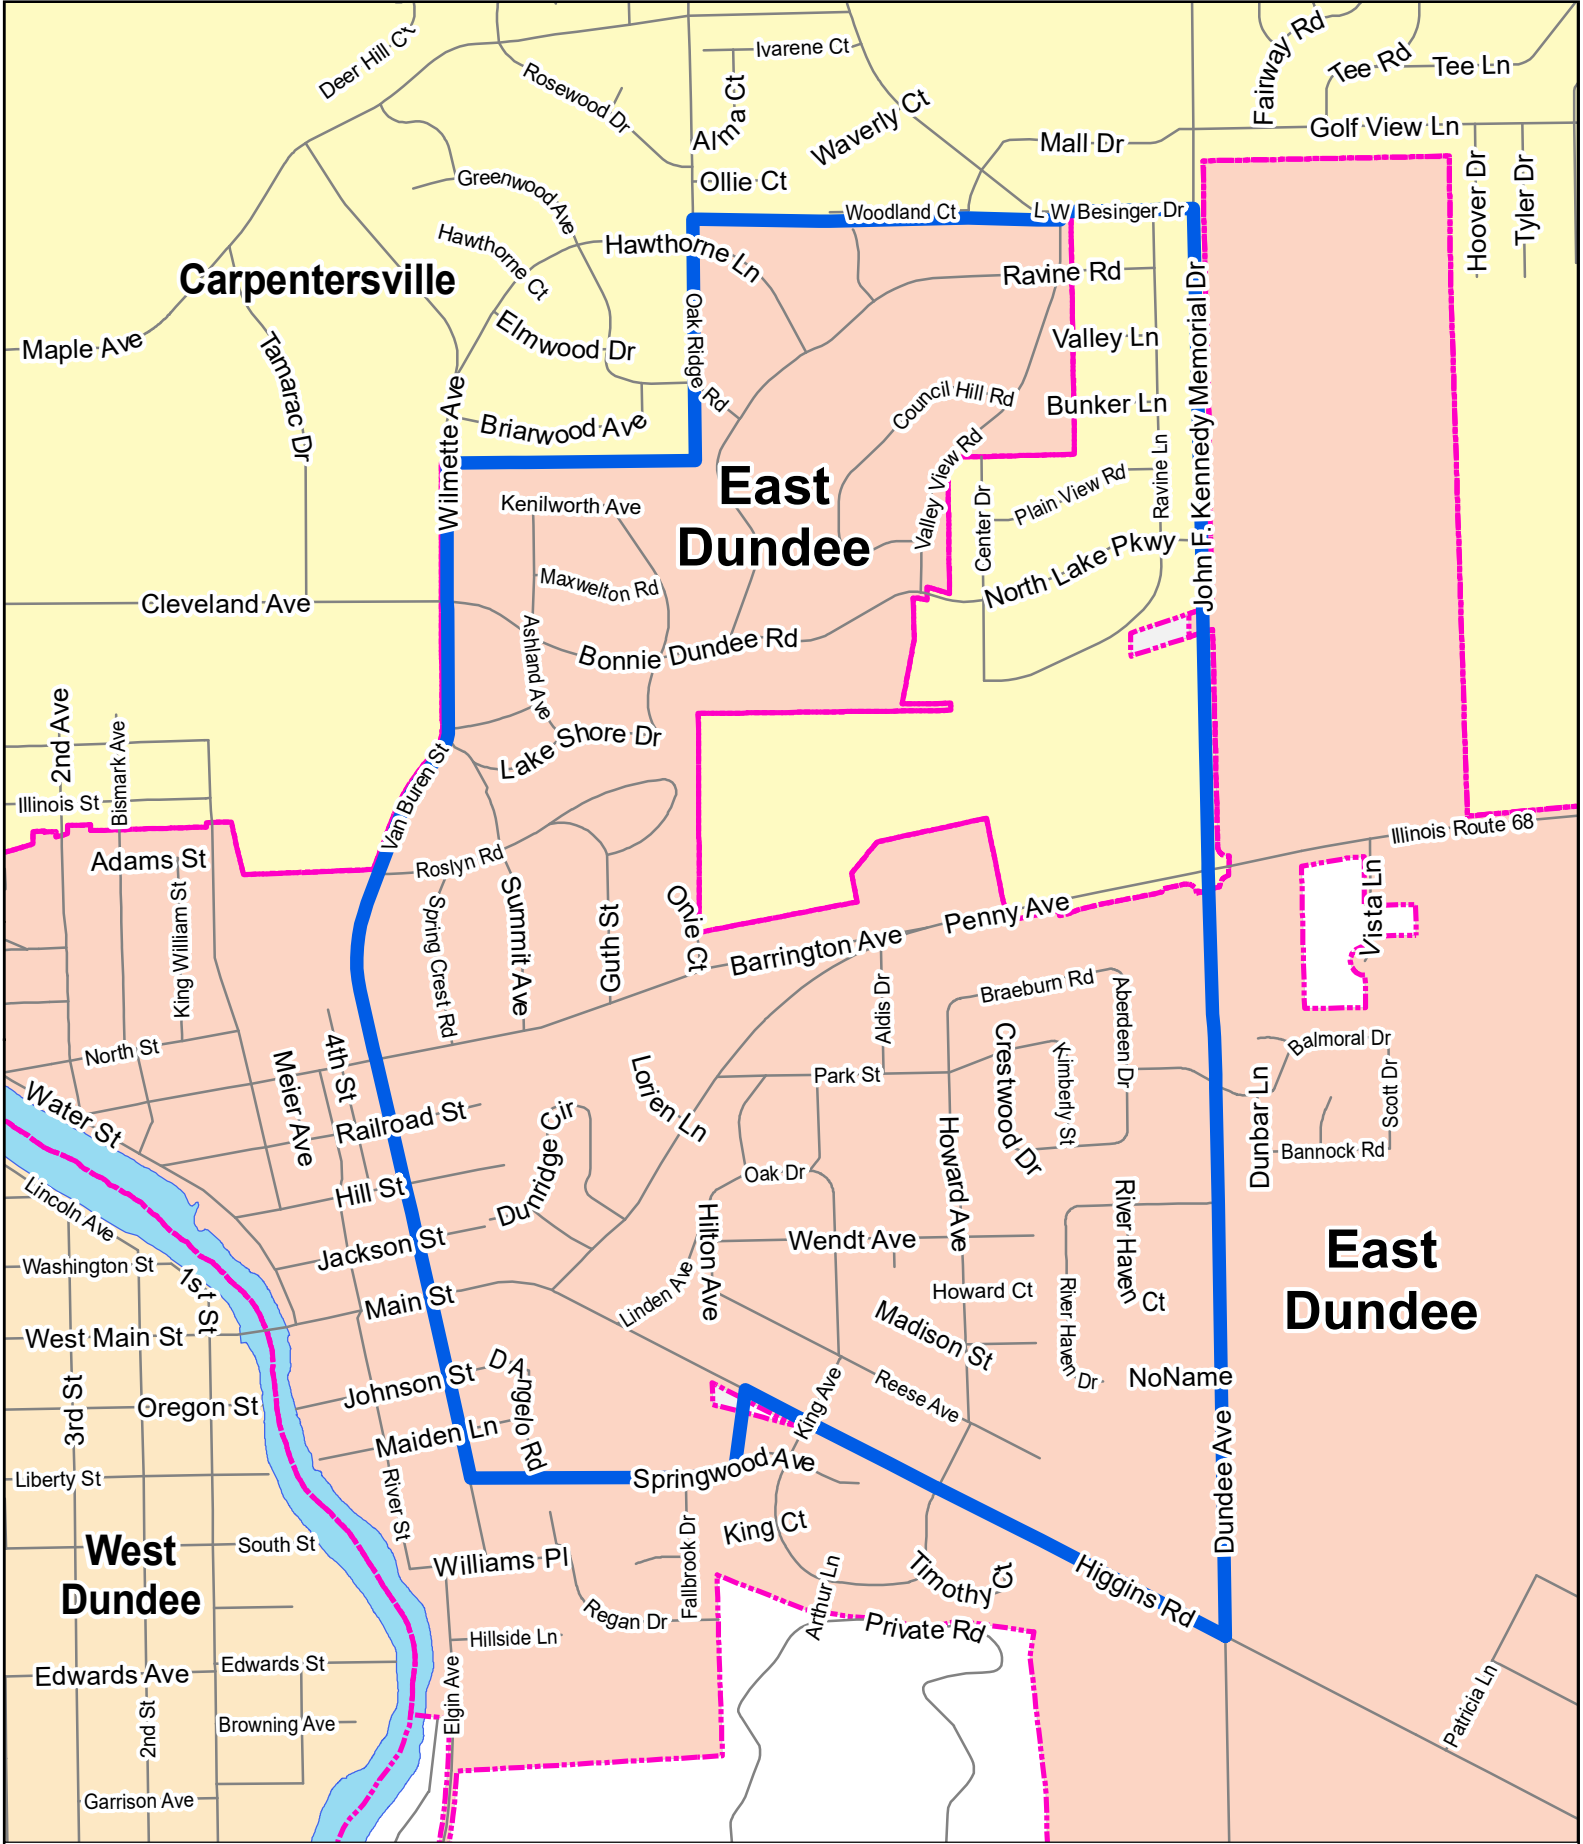 Deer Hill Ct
Rosewood Dr
Ivarene Ct
Alma Ct
Waverly Ct
Fairway Rd
Tee Rd
Tee Ln
Golf View Ln
Mall Dr
Ollie Ct
Greenwood Ave
Hoover Dr
Tyler Dr
Woodland Ct
L W Besinger Dr
Hawthorne Ct
Hawthorne Ln
Carpentersville
Ravine Rd
Maple Ave
Tamarac Dr
Elmwood Dr
Oak Ridge Rd
Valley Ln
John F. Kennedy Memorial Dr
Wilmette Ave
Briarwood Ave
Council Hill Rd
Bunker Ln
Ravine Ln
East
Dundee
Kenilworth Ave
Valley View Rd
Center Dr
Plain View Rd
North Lake Pkwy
Cleveland Ave
Maxwelton Rd
Ashland Ave
Bonnie Dundee Rd
2nd Ave
Bismark Ave
Lake Shore Dr
Illinois St
Van Buren St
Illinois Route 68
Adams St
King William St
Roslyn Rd
Spring Crest Rd
Summit Ave
Guth St
Onie Ct
Barrington Ave
Penny Ave
Vista Ln
Braeburn Rd
Aberdeen Dr
Aldis Dr
North St
Meier Ave
4th St
Lorien Ln
Crestwood Dr
Kimberly St
Park St
Balmoral Dr
Scott Dr
Dunbar Ln
Bannock Rd
Water St
Railroad St
Dunridge Cir
Howard Ave
Oak Dr
Lincoln Ave
Hill St
Hilton Ave
River Haven Ct
Washington St
1st St
Jackson St
Wendt Ave
East
Dundee
Linden Ave
Howard Ct
River Haven Dr
Main St
Madison St
West Main St
Johnson St
D Angelo Rd
NoName
3rd St
Oregon St
King Ave
Reese Ave
Maiden Ln
Dundee Ave
Liberty St
River St
Springwood Ave
West
Dundee
South St
Williams Pl
Fallbrook Dr
King Ct
Timothy Ct
Higgins Rd
Regan Dr
Arthur Ln
Private Rd
Hillside Ln
Edwards Ave
Edwards St
Elgin Ave
Patricia Ln
2nd St
Browning Ave
Garrison Ave